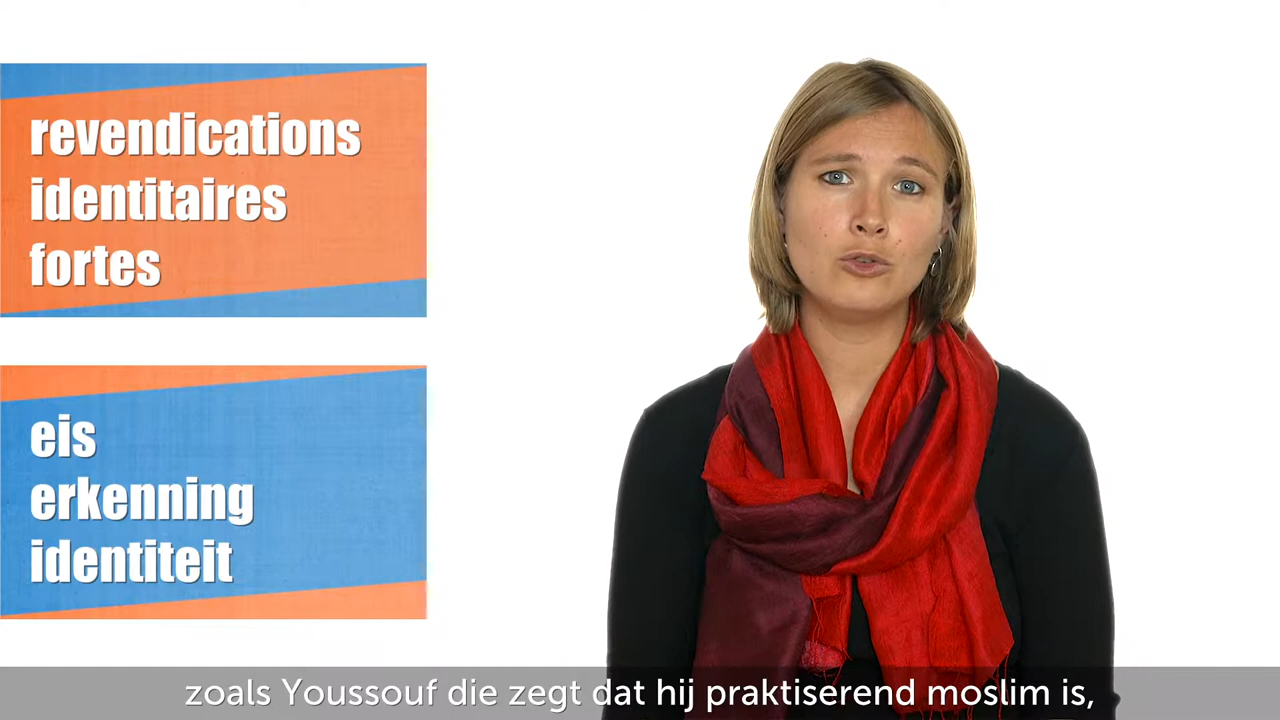 revendications
identitaires
fortes
eis
erkenning
identiteit
zoals Youssouf die zegt dat hij praktiserend moslim is,